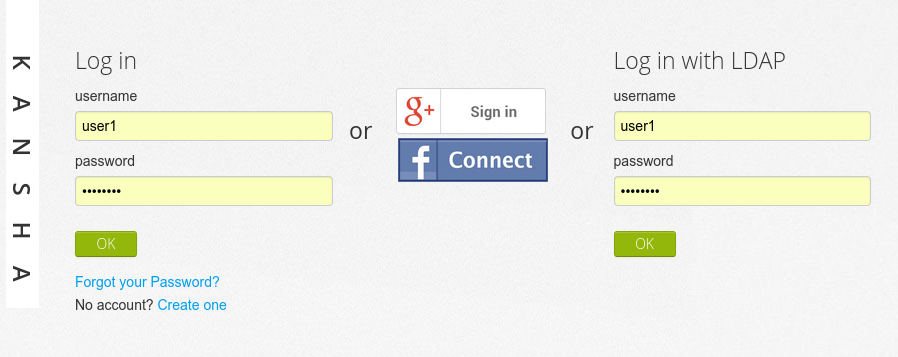 KANSHA
Log in
username
user1
password
••••••••
OK
Forgot your Password?
No account? Create one
or
g+ Sign in
f Connect
or
Log in with LDAP
username
user1
password
••••••••
OK